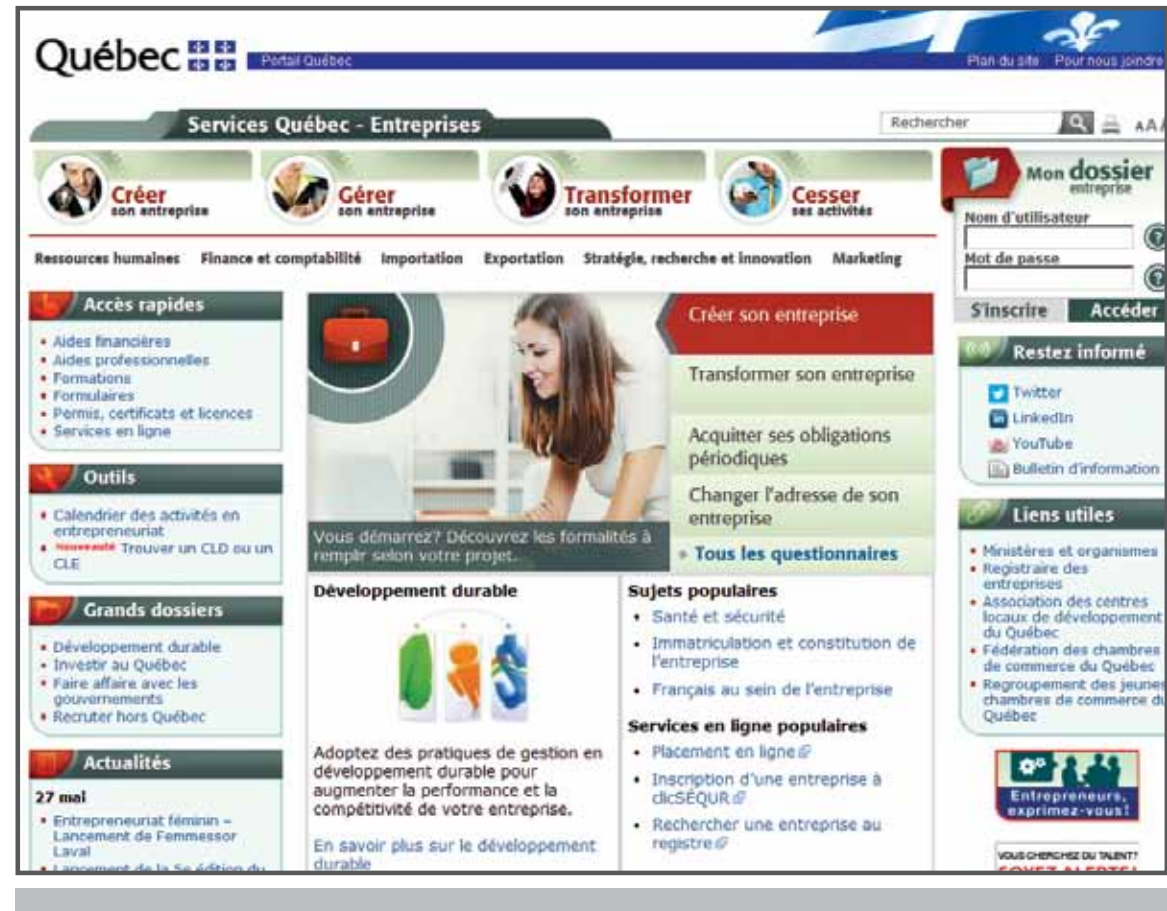 Québec
Portail Québec
Plan du site Pour nous joindre
Services Québec - Entreprises
Rechercher
AA
Créer
son entreprise
Gérer
son entreprise
Transformer
son entreprise
Cesser
ses activités
Mon dossier
entreprise
Nom d'utilisateur
?
Mot de passe
?
S'inscrire Accéder
Ressources humaines Finance et comptabilité Importation Exportation Stratégie, recherche et innovation Marketing
Accès rapides
• Aides financières
• Aides professionnelles
• Formations
• Formulaires
• Permis, certificats et licences
• Services en ligne
Outils
• Calendrier des activités en
entrepreneuriat
• Nouveauté Trouver un CLD ou un
CLE
Grands dossiers
• Développement durable
• Investir au Québec
• Faire affaire avec les
gouvernements
• Recruter hors Québec
Actualités
27 mai
• Entrepreneuriat féminin –
Lancement de Femmessor
Laval
• Lancement de la 5e édition du
Vous démarrez? Découvrez les formalités à
remplir selon votre projet.
Créer son entreprise
Transformer son entreprise
Acquitter ses obligations
périodiques
Changer l'adresse de son
entreprise
» Tous les questionnaires
Développement durable
Adoptez des pratiques de gestion en
développement durable pour
augmenter la performance et la
compétitivité de votre entreprise.
En savoir plus sur le développement
durable
Sujets populaires
• Santé et sécurité
• Immatriculation et constitution de
l'entreprise
• Français au sein de l'entreprise
Services en ligne populaires
• Placement en ligne
• Inscription d'une entreprise à
clicSÉQUR
• Rechercher une entreprise au
registre
Restez informé
Twitter
in LinkedIn
YouTube
Bulletin d'information
Liens utiles
• Ministères et organismes
• Registraire des
entreprises
• Association des centres
locaux de développement
du Québec
• Fédération des chambres
de commerce du Québec
• Regroupement des jeunes
chambres de commerce du
Québec
Entrepreneurs,
exprimez-vous!
VOUS CHERCHEZ DU TALENT?
SOYEZ ALERTE!